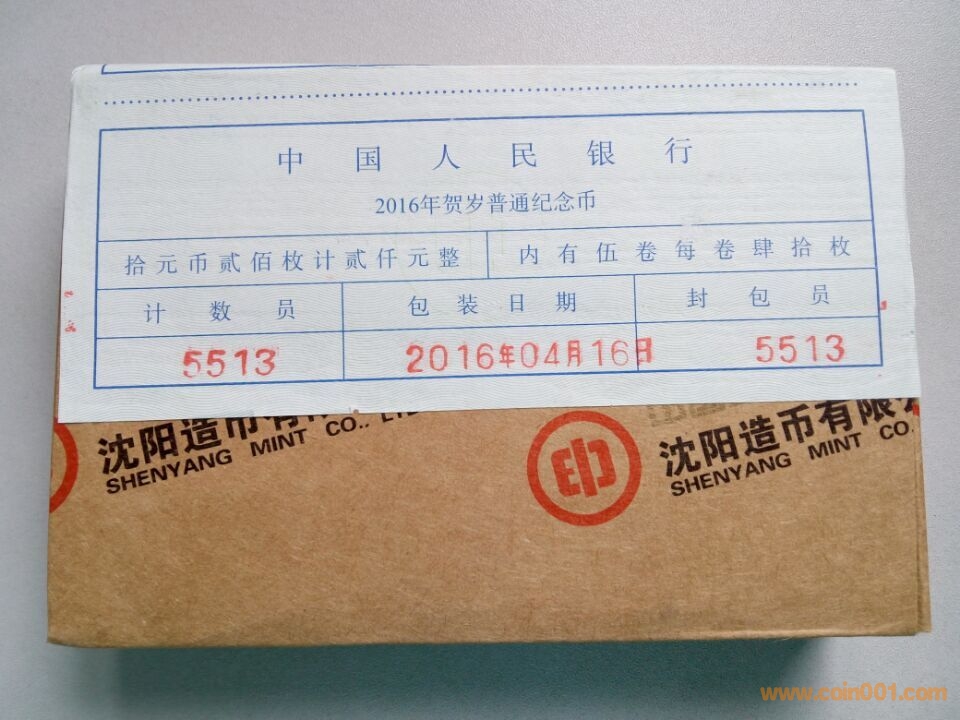 中国人民银行
2016年贺岁普通纪念币
拾元币贰佰枚计贰仟元整 内有伍卷每卷肆拾枚
计数员 包装日期 封包员
5513 2016年04月16日 5513
沈阳造币有限
SHENYANG MINT CO., LTD
沈阳造币有限公
SHENYANG MINT CO.
www.coin001.com